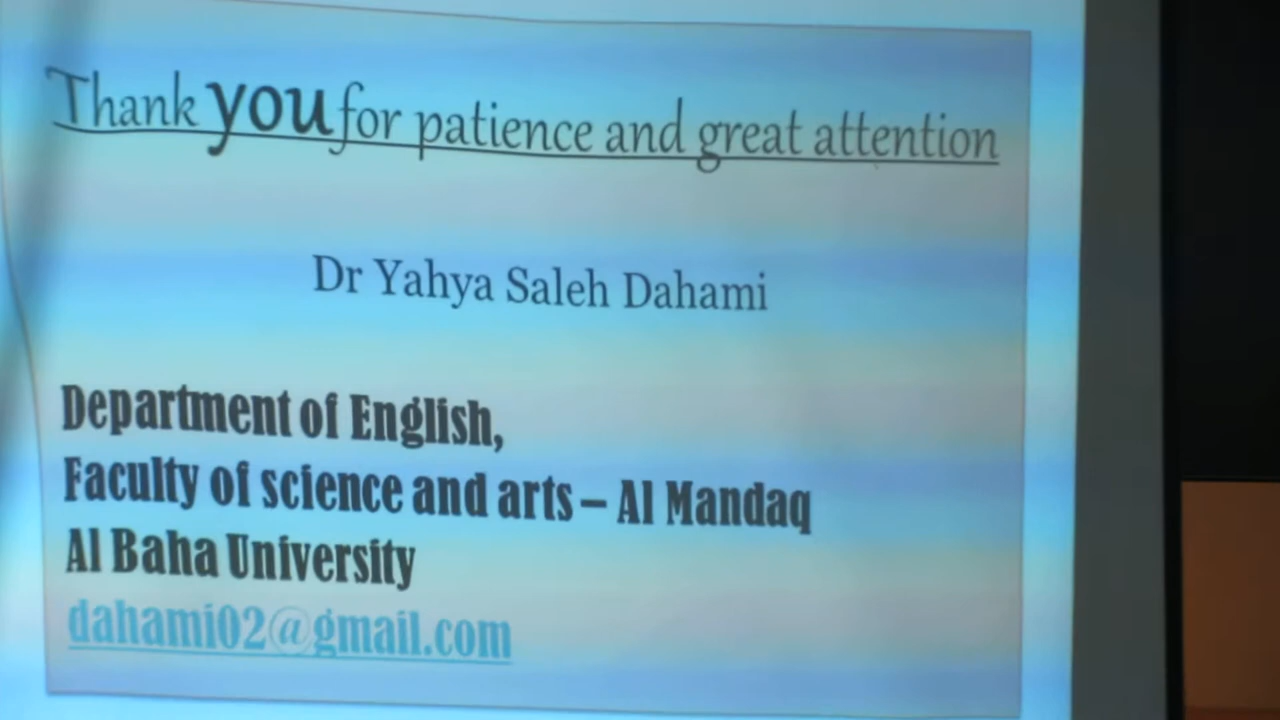 Thank you for patience and great attention
Dr Yahya Saleh Dahami
Department of English,
Faculty of science and arts – Al Mandaq
Al Baha University
dahami02@gmail.com